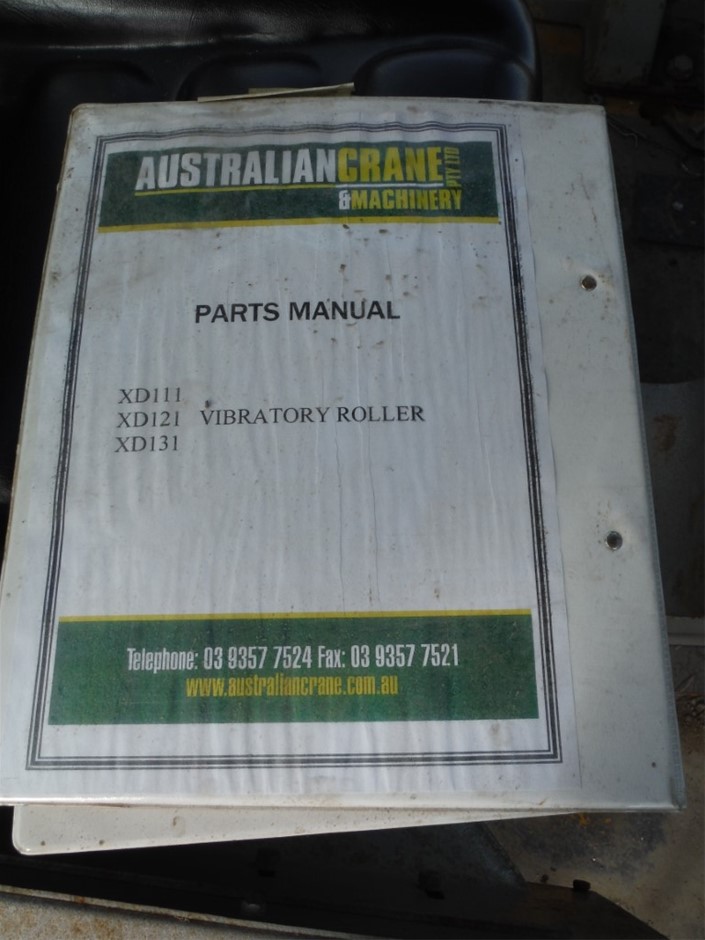 AUSTRALIANCRANE PTY LTD
&MACHINERY
PARTS MANUAL
XD111
XD121 VIBRATORY ROLLER
XD131
Telephone: 03 9357 7524 Fax: 03 9357 7521
www.australiancrane.com.au